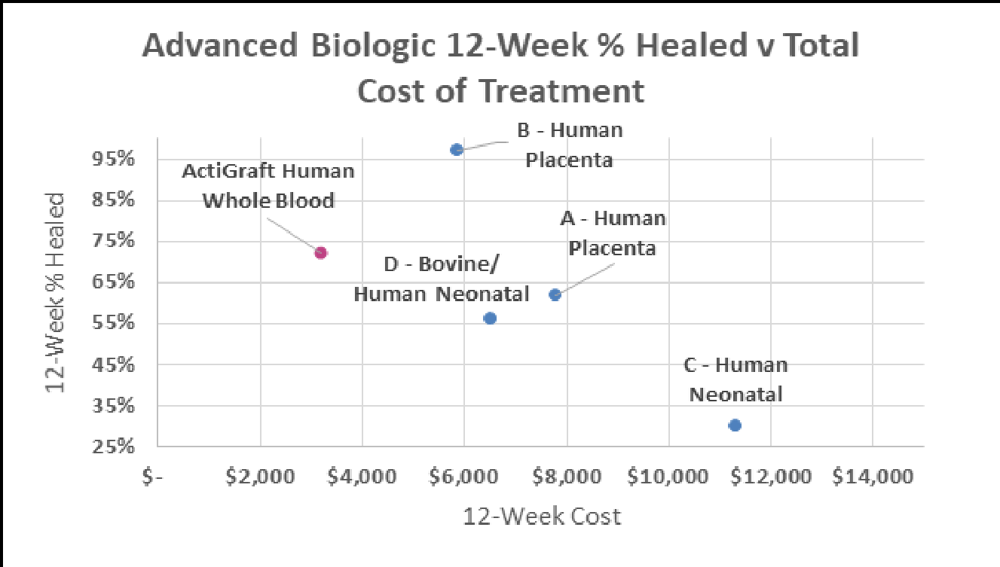 Advanced Biologic 12-Week % Healed v Total
Cost of Treatment
B - Human
Placenta
ActiGraft Human
Whole Blood
A - Human
Placenta
D - Bovine/
Human Neonatal
C - Human
Neonatal
12-Week % Healed
95%
85%
75%
65%
55%
45%
35%
25%
$- $2,000 $4,000 $6,000 $8,000 $10,000 $12,000 $14,000
12-Week Cost